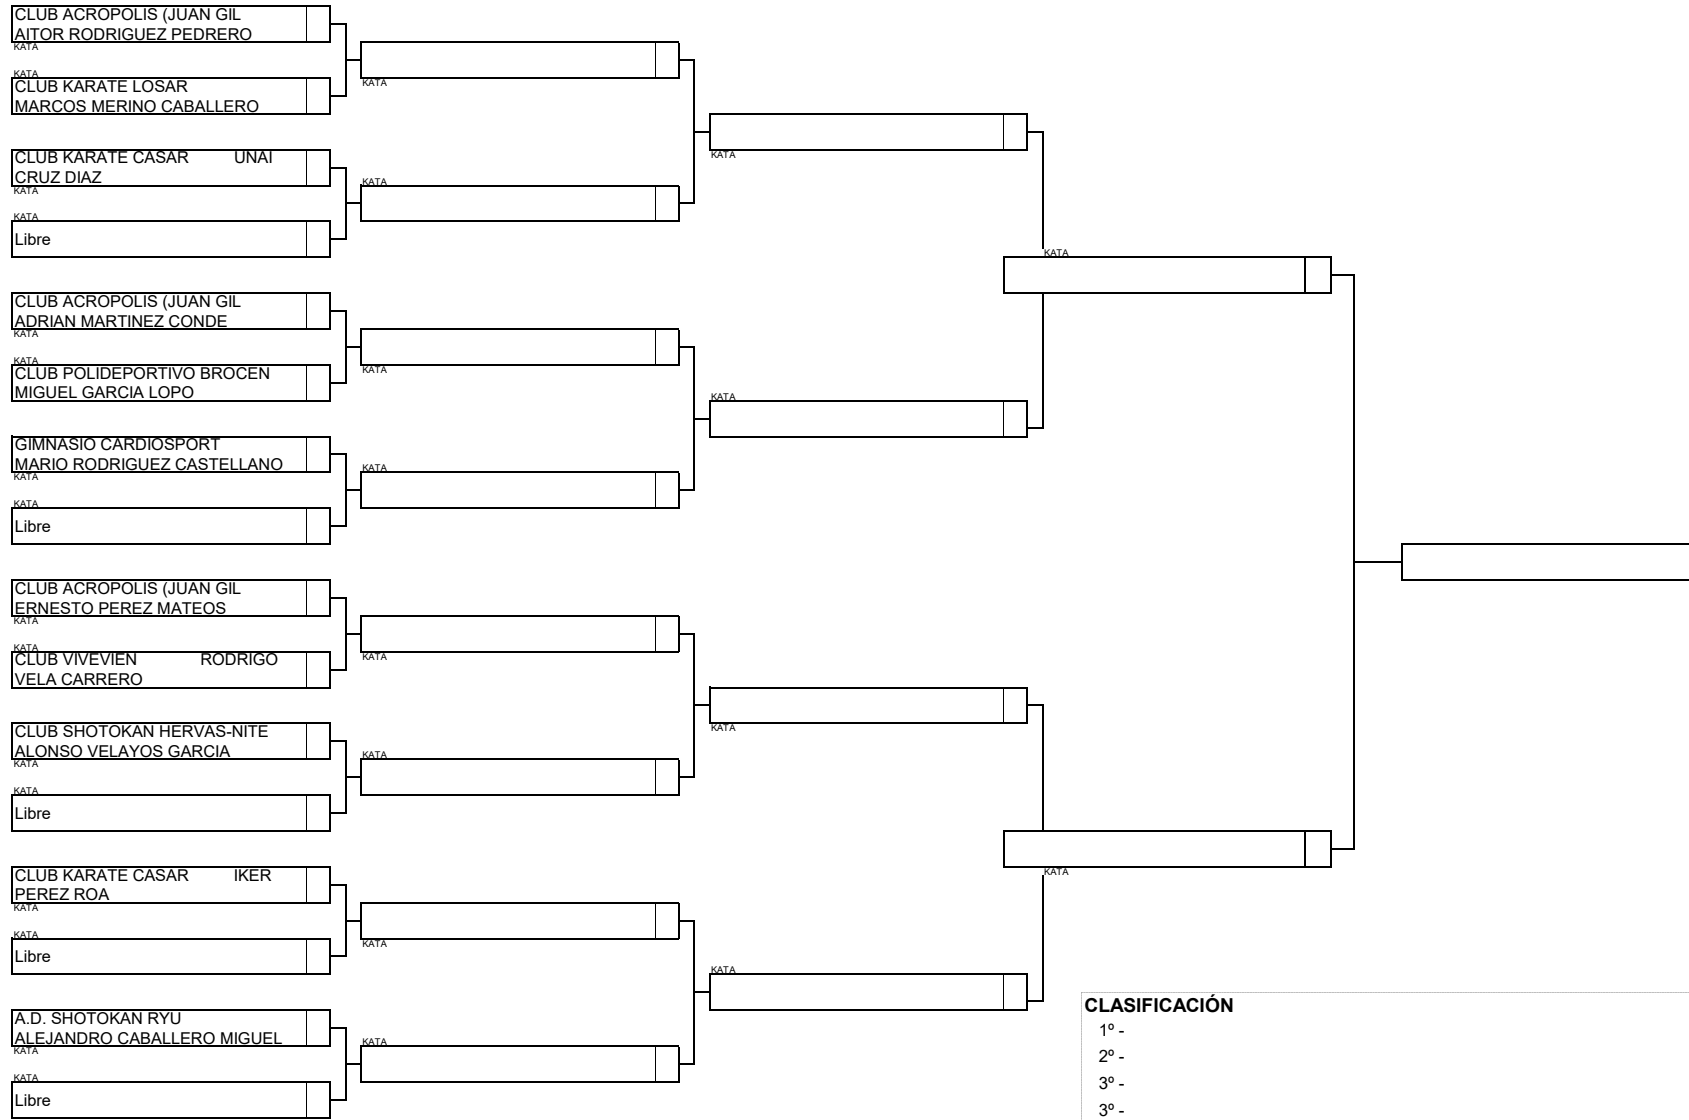 CLUB ACROPOLIS (JUAN GIL
AITOR RODRIGUEZ PEDRERO
KATA
KATA
CLUB KARATE LOSAR
MARCOS MERINO CABALLERO
CLUB KARATE CASAR UNAI
CRUZ DIAZ
KATA
KATA
Libre
CLUB ACROPOLIS (JUAN GIL
ADRIAN MARTINEZ CONDE
KATA
KATA
CLUB POLIDEPORTIVO BROCEN
MIGUEL GARCIA LOPO
GIMNASIO CARDIOSPORT
MARIO RODRIGUEZ CASTELLANO
KATA
KATA
Libre
CLUB ACROPOLIS (JUAN GIL
ERNESTO PEREZ MATEOS
KATA
KATA
CLUB VIVEVIEN RODRIGO
VELA CARRERO
CLUB SHOTOKAN HERVAS-NITE
ALONSO VELAYOS GARCIA
KATA
KATA
Libre
CLUB KARATE CASAR IKER
PEREZ ROA
KATA
KATA
Libre
A.D. SHOTOKAN RYU
ALEJANDRO CABALLERO MIGUEL
KATA
KATA
Libre
KATA
KATA
KATA
KATA
KATA
KATA
KATA
KATA
KATA
KATA
KATA
KATA
KATA
KATA
CLASIFICACIÓN
1º -
2º -
3º -
3º -